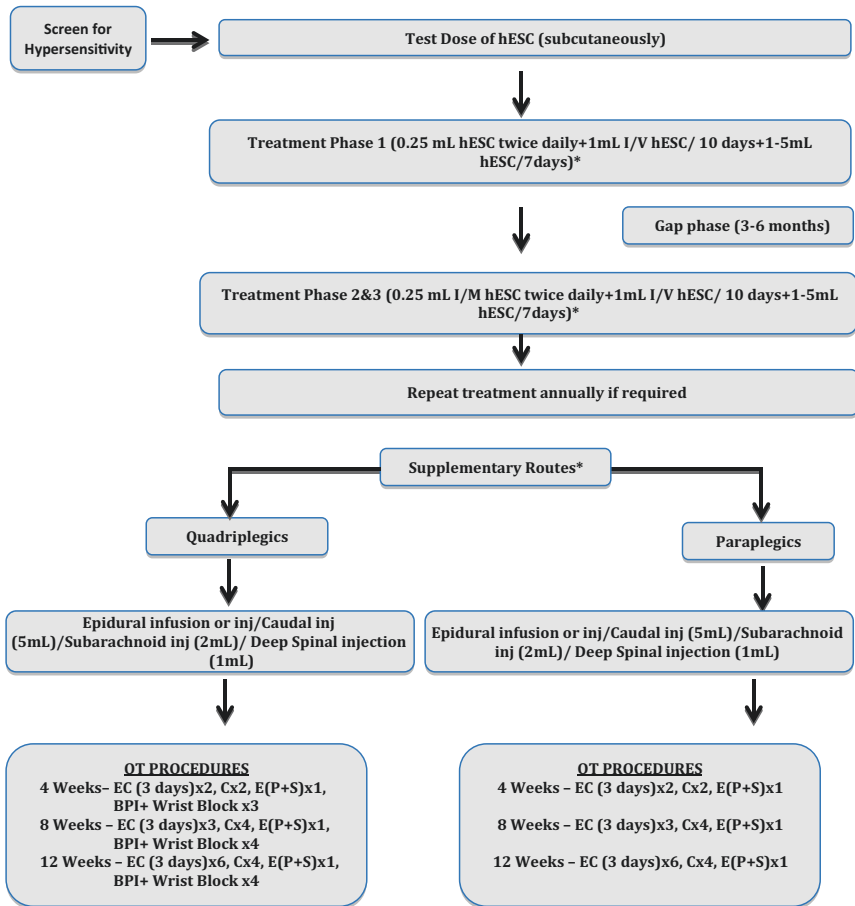 Screen for
Hypersensitivity
Test Dose of hESC (subcutaneously)
Treatment Phase 1 (0.25 mL hESC twice daily+1mL I/V hESC/ 10 days+1-5mL
hESC/7days)*
Gap phase (3-6 months)
Treatment Phase 2&3 (0.25 mL I/M hESC twice daily+1mL I/V hESC/ 10 days+1-5mL
hESC/7days)*
Repeat treatment annually if required
Supplementary Routes*
Quadriplegics
Paraplegics
Epidural infusion or inj/Caudal inj
(5mL)/Subarachnoid inj (2mL)/ Deep Spinal injection
(1mL)
Epidural infusion or inj/Caudal inj (5mL)/Subarachnoid
inj (2mL)/ Deep Spinal injection (1mL)
OT PROCEDURES
4 Weeks– EC (3 days)x2, Cx2, E(P+S)x1,
BPI+ Wrist Block x3
8 Weeks – EC (3 days)x3, Cx4, E(P+S)x1,
BPI+ Wrist Block x4
12 Weeks – EC (3 days)x6, Cx4, E(P+S)x1,
BPI+ Wrist Block x4
OT PROCEDURES
4 Weeks – EC (3 days)x2, Cx2, E(P+S)x1
8 Weeks – EC (3 days)x3, Cx4, E(P+S)x1
12 Weeks – EC (3 days)x6, Cx4, E(P+S)x1